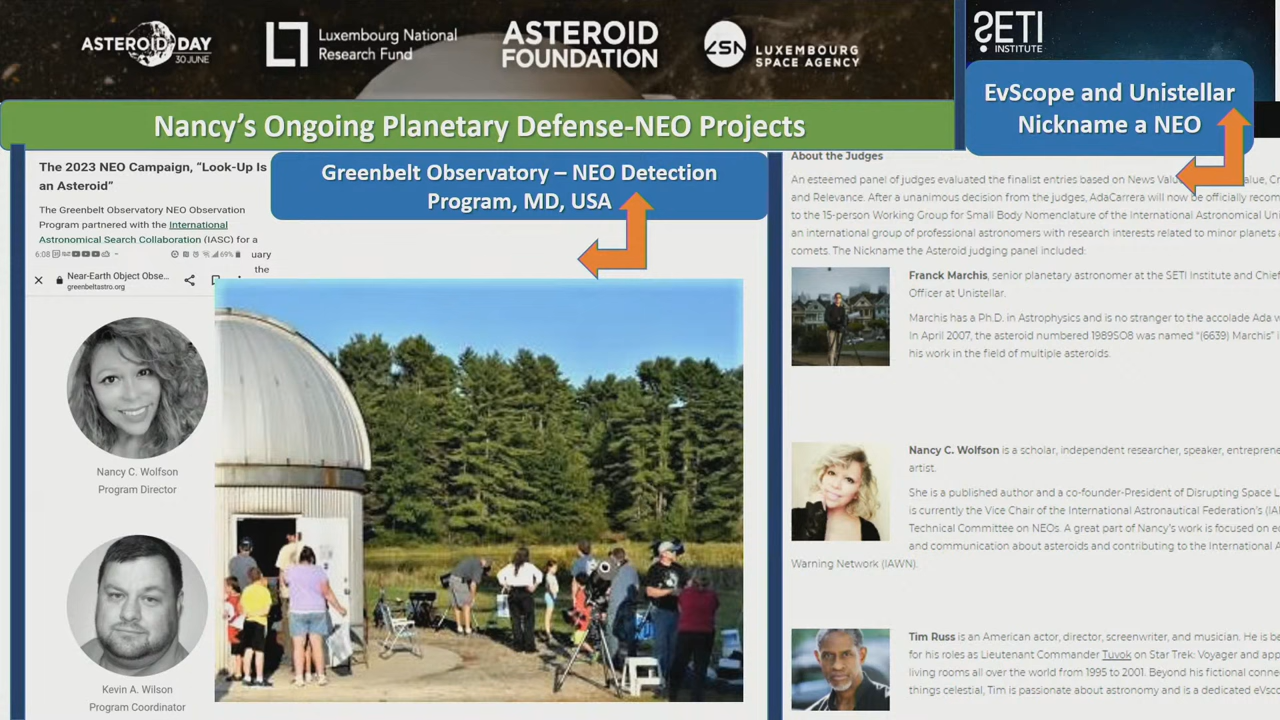 ASTEROID DAY
30 JUNE
Luxembourg National
Research Fund
ASTEROID
FOUNDATION
LSA
LUXEMBOURG
SPACE AGENCY
SETI
INSTITUTE
Nancy's Ongoing Planetary Defense-NEO Projects
EvScope and Unistellar
Nickname a NEO
The 2023 NEO Campaign, "Look-Up Is
an Asteroid"
The Greenbelt Observatory NEO Observation
Program partnered with the International
Astronomical Search Collaboration (IASC) for a
uary
the
6:08
69%
Near-Earth Object Obse...
greenbeltastro.org
Nancy C. Wolfson
Program Director
Kevin A. Wilson
Program Coordinator
Greenbelt Observatory – NEO Detection
Program, MD, USA
About the Judges
An esteemed panel of judges evaluated the finalist entries based on News Valu alue, Cr
and Relevance. After a unanimous decision from the judges, AdaCarrera will now be officially recom
to the 15-person Working Group for Small Body Nomenclature of the International Astronomical Un
an international group of professional astronomers with research interests related to minor planets a
comets. The Nickname the Asteroid judging panel included:
Franck Marchis, senior planetary astronomer at the SETI Institute and Chief
Officer at Unistellar.
Marchis has a Ph.D. in Astrophysics and is no stranger to the accolade Ada w
In April 2007, the asteroid numbered 1989SO8 was named "(6639) Marchis" i
his work in the field of multiple asteroids.
Nancy C. Wolfson is a scholar, independent researcher, speaker, entreprene
artist.
She is a published author and a co-founder-President of Disrupting Space L
is currently the Vice Chair of the International Astronautical Federation's (IA
Technical Committee on NEOs. A great part of Nancy's work is focused on e
and communication about asteroids and contributing to the International A
Warning Network (IAWN).
Tim Russ is an American actor, director, screenwriter, and musician. He is be
for his roles as Lieutenant Commander Tuvok on Star Trek: Voyager and app
living rooms all over the world from 1995 to 2001. Beyond his fictional conne
things celestial, Tim is passionate about astronomy and is a dedicated eVsco